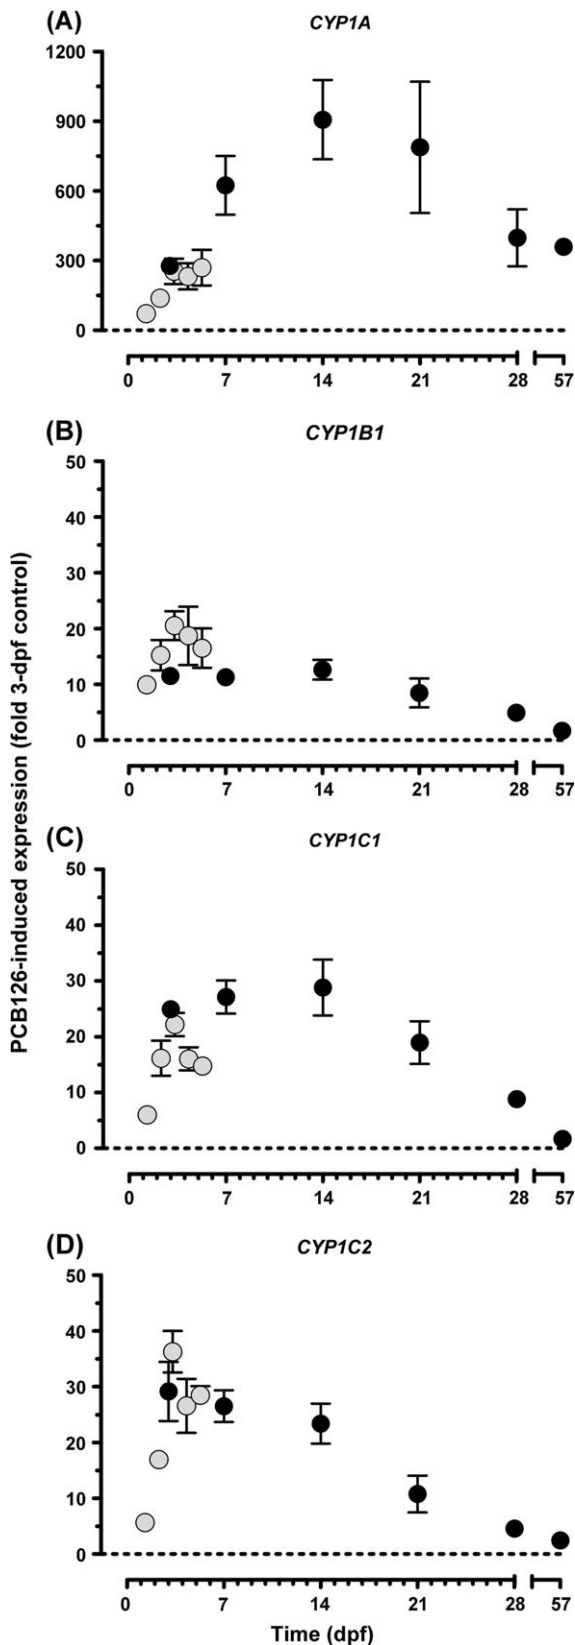 (A) CYP1A
1200
900
600
300
0
0 7 14 21 28 57
(B) CYP1B1
50
40
30
20
10
0
0 7 14 21 28 57
(C) CYP1C1
50
40
30
20
10
0
0 7 14 21 28 57
(D) CYP1C2
50
40
30
20
10
0
0 7 14 21 28 57
Time (dpf)
PCB126-induced expression (fold 3-dpf control)